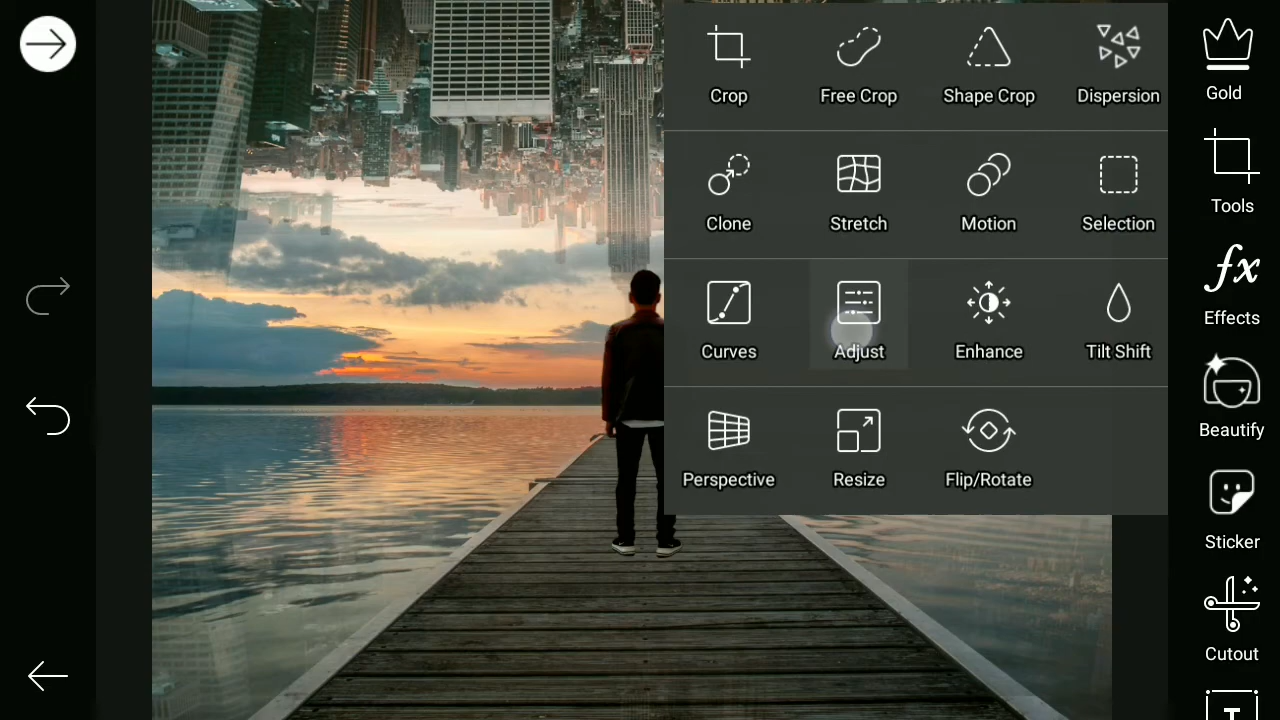 Crop
Free Crop
Shape Crop
Dispersion
Clone
Stretch
Motion
Selection
Curves
Adjust
Enhance
Tilt Shift
Perspective
Resize
Flip/Rotate
Gold
Tools
fx
Effects
Beautify
Sticker
Cutout
T